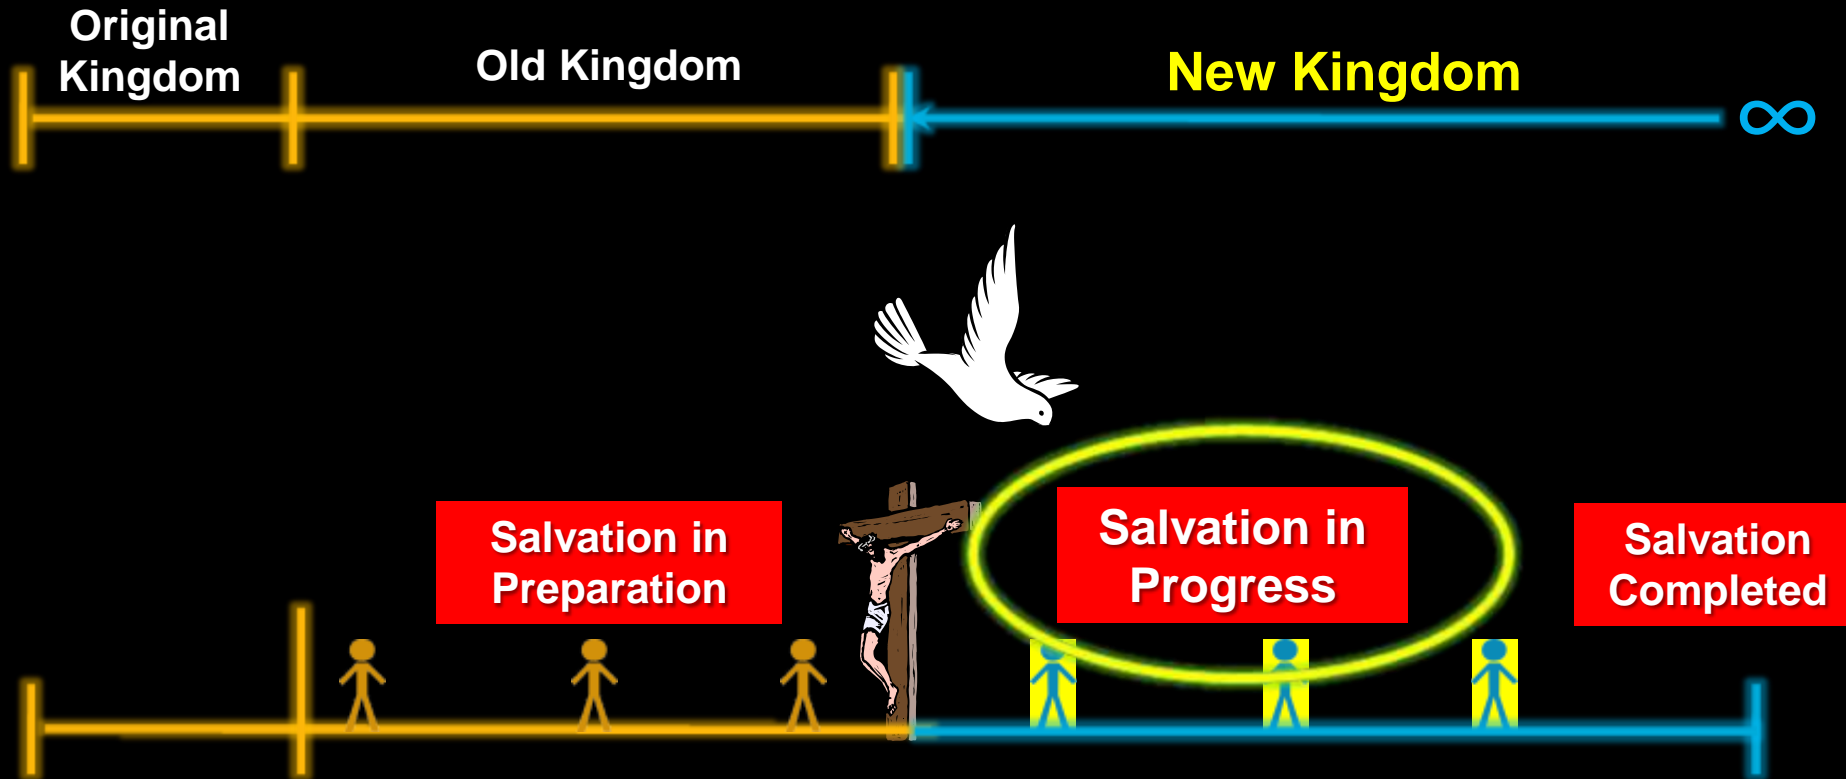 Original
Kingdom
Old Kingdom
New Kingdom
∞
Salvation in
Preparation
Salvation in
Progress
Salvation
Completed